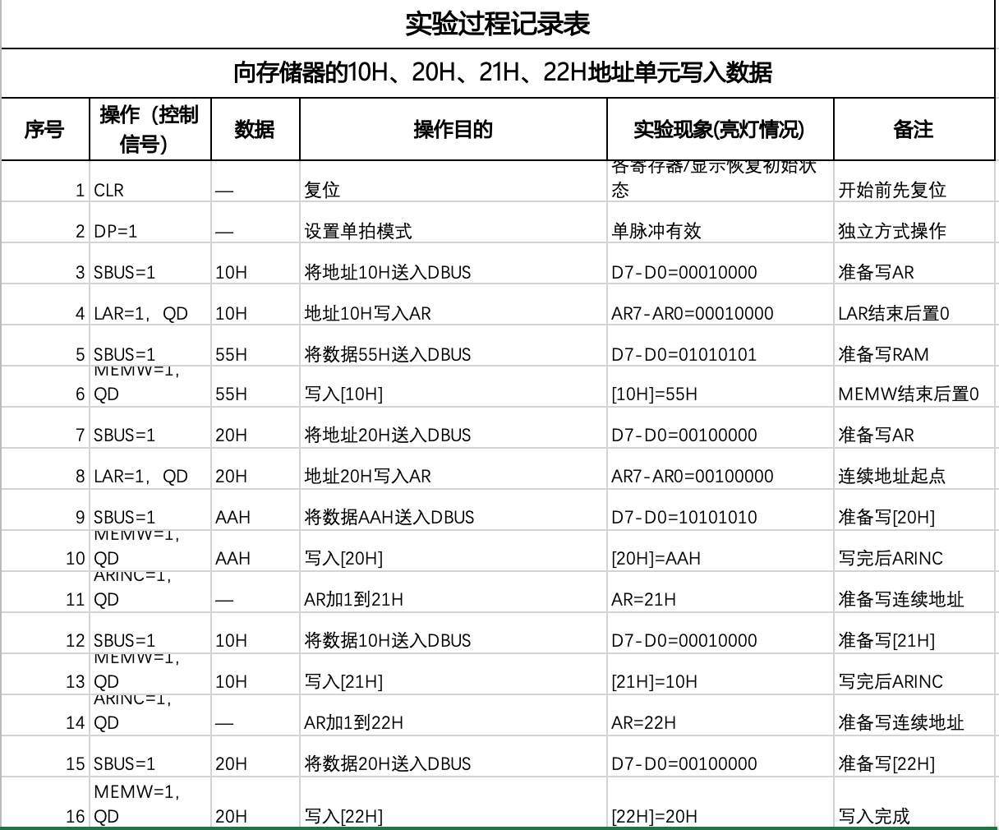 实验过程记录表
向存储器的10H、20H、21H、22H地址单元写入数据
序号 操作（控制信号） 数据 操作目的 实验现象(亮灯情况) 备注
1 CLR — 复位 各寄存器/显示恢复初始状态 开始前先复位
2 DP=1 — 设置单拍模式 单脉冲有效 独立方式操作
3 SBUS=1 10H 将地址10H送入DBUS D7-D0=00010000 准备写AR
4 LAR=1，QD 10H 地址10H写入AR AR7-AR0=00010000 LAR结束后置0
5 SBUS=1 55H 将数据55H送入DBUS D7-D0=01010101 准备写RAM
6 MEMW=1，QD 55H 写入[10H] [10H]=55H MEMW结束后置0
7 SBUS=1 20H 将地址20H送入DBUS D7-D0=00100000 准备写AR
8 LAR=1，QD 20H 地址20H写入AR AR7-AR0=00100000 连续地址起点
9 SBUS=1 AAH 将数据AAH送入DBUS D7-D0=10101010 准备写[20H]
10 MEMW=1，QD AAH 写入[20H] [20H]=AAH 写完后ARINC
11 ARINC=1，QD — AR加1到21H AR=21H 准备写连续地址
12 SBUS=1 10H 将数据10H送入DBUS D7-D0=00010000 准备写[21H]
13 MEMW=1，QD 10H 写入[21H] [21H]=10H 写完后ARINC
14 ARINC=1，QD — AR加1到22H AR=22H 准备写连续地址
15 SBUS=1 20H 将数据20H送入DBUS D7-D0=00100000 准备写[22H]
16 MEMW=1，QD 20H 写入[22H] [22H]=20H 写入完成